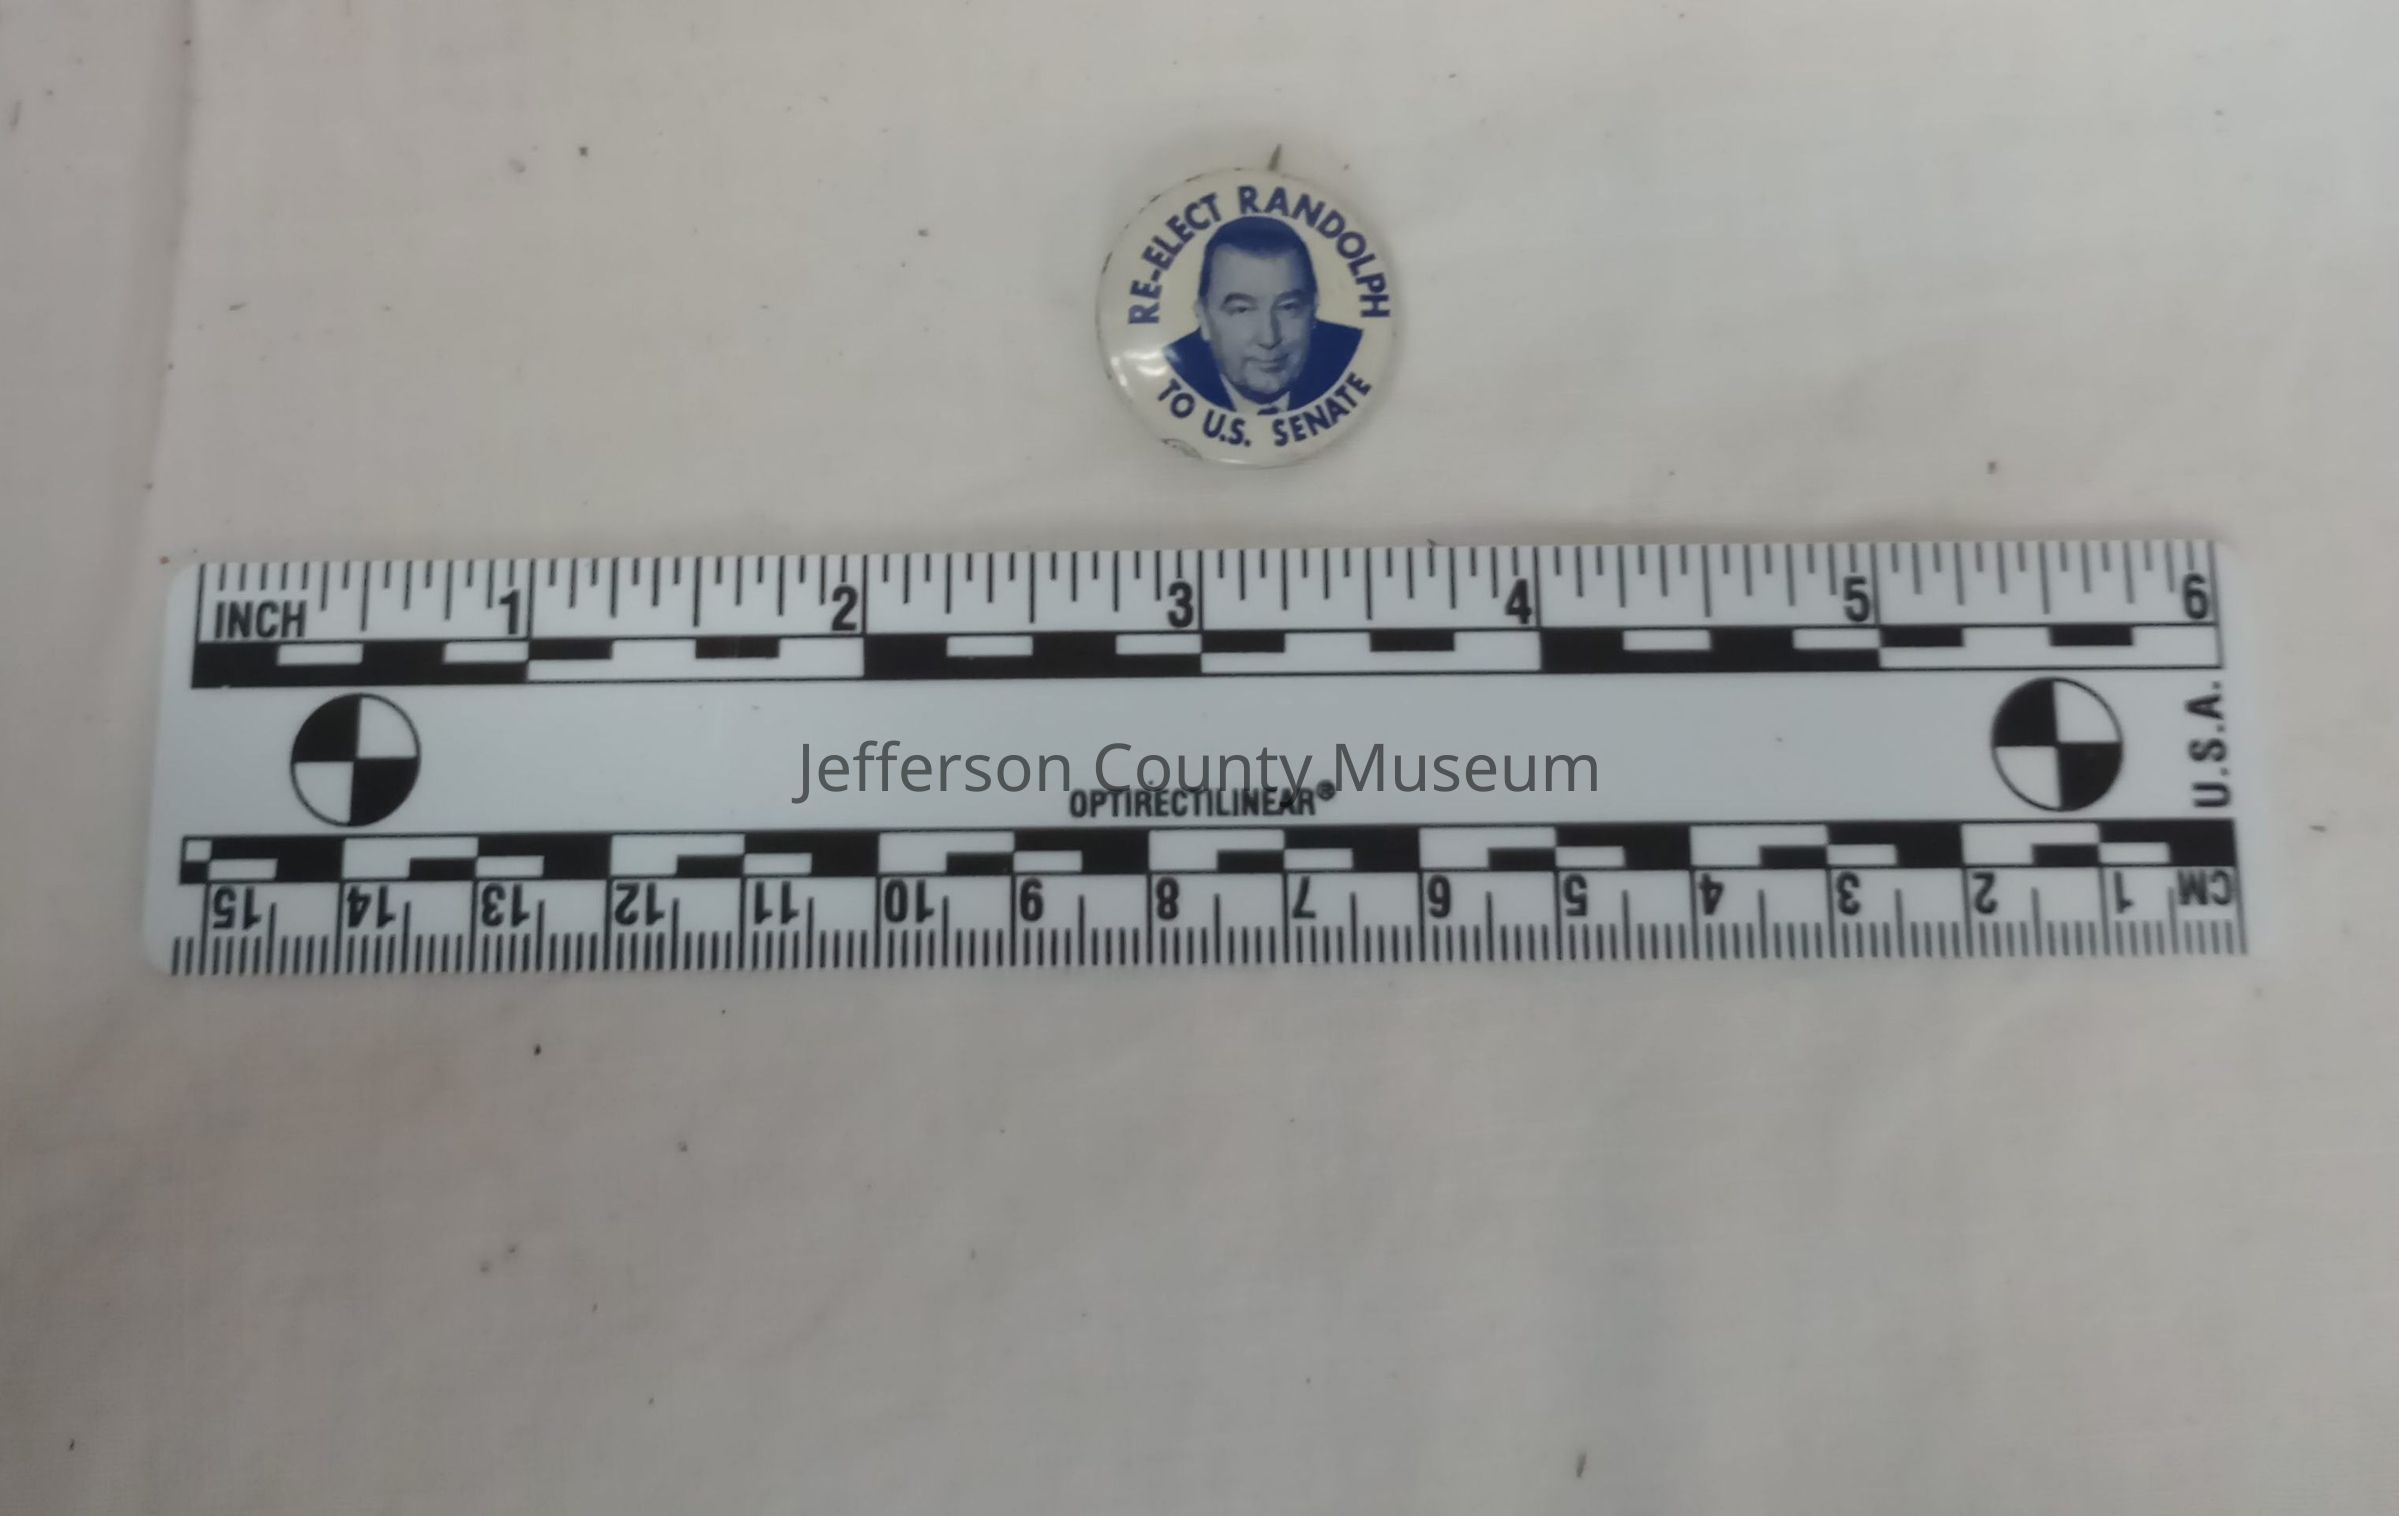 RE-ELECT RANDOLPH
TO U.S. SENATE
INCH 1 2 3 4 5 6
U.S.A.
Jefferson County Museum
OPTIRECTILINEAR®
15 14 13 12 11 10 9 8 7 6 5 4 3 2 1 CM